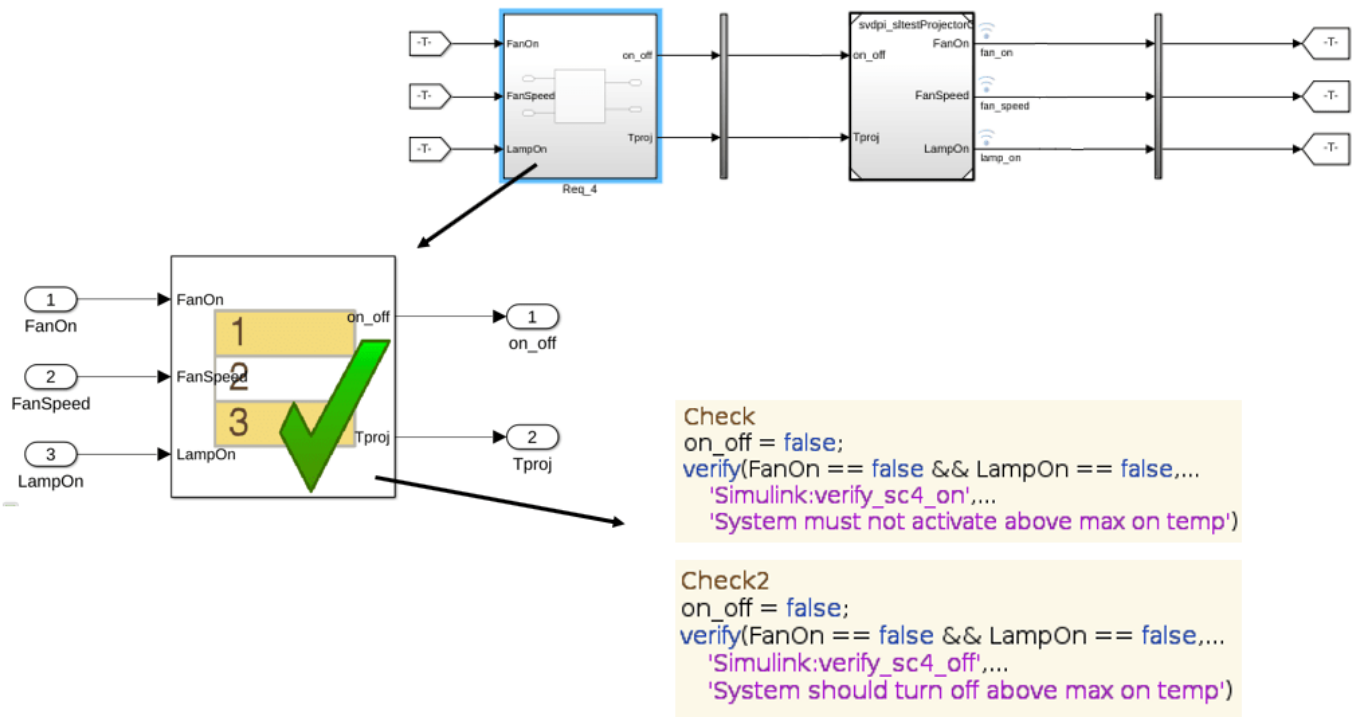 -T-
-T-
-T-
FanOn
FanSpeed
LampOn
on_off
Tproj
Req_4
svdpi_sltestProjector
on_off
Tproj
FanOn
FanSpeed
LampOn
fan_on
fan_speed
lamp_on
-T-
-T-
-T-
1
FanOn
2
FanSpeed
3
LampOn
FanOn
FanSpeed
LampOn
1
2
3
on_off
Tproj
1
on_off
2
Tproj
Check
on_off = false;
verify(FanOn == false && LampOn == false,...
'Simulink:verify_sc4_on',...
'System must not activate above max on temp')
Check2
on_off = false;
verify(FanOn == false && LampOn == false,...
'Simulink:verify_sc4_off',...
'System should turn off above max on temp')